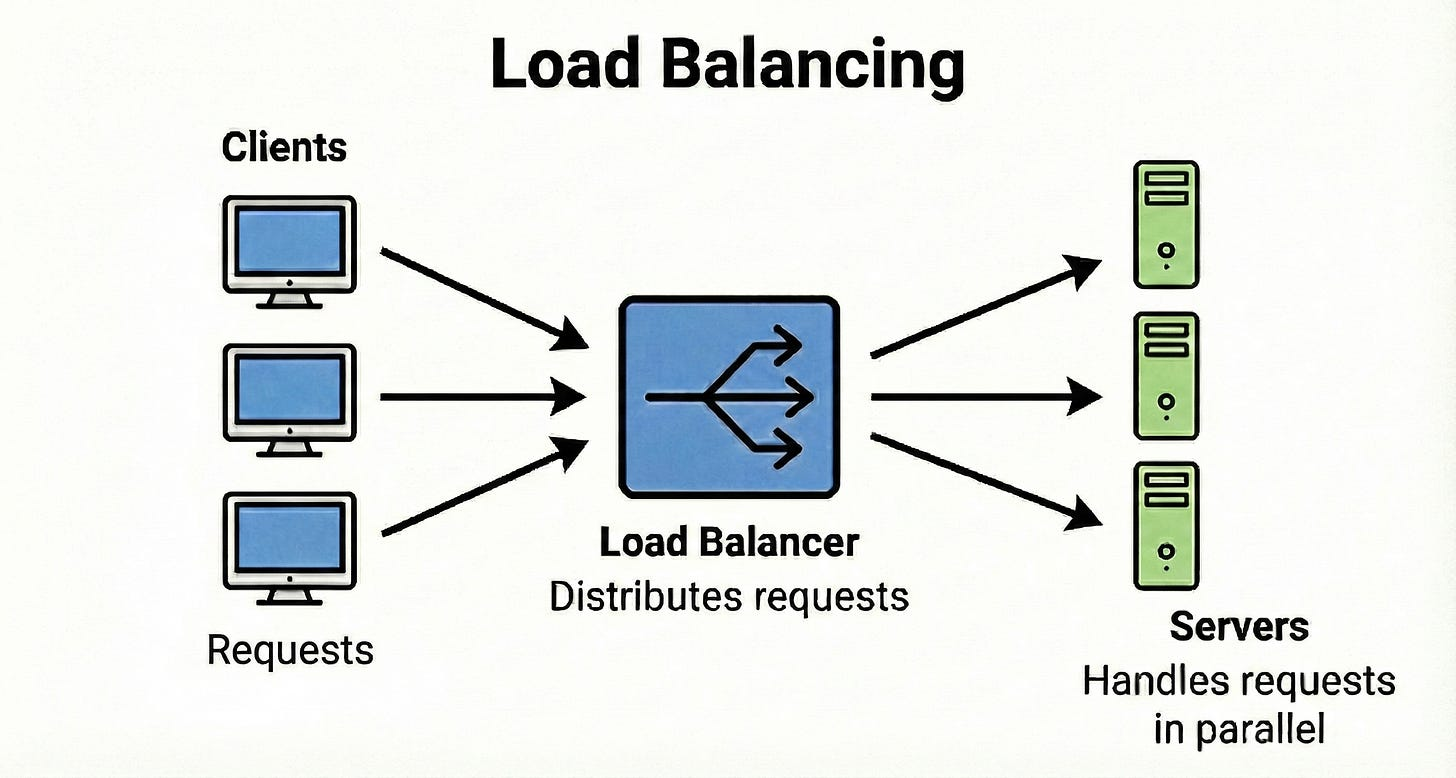 Load Balancing
Clients
Requests
Load Balancer
Distributes requests
Servers
Handles requests
in parallel